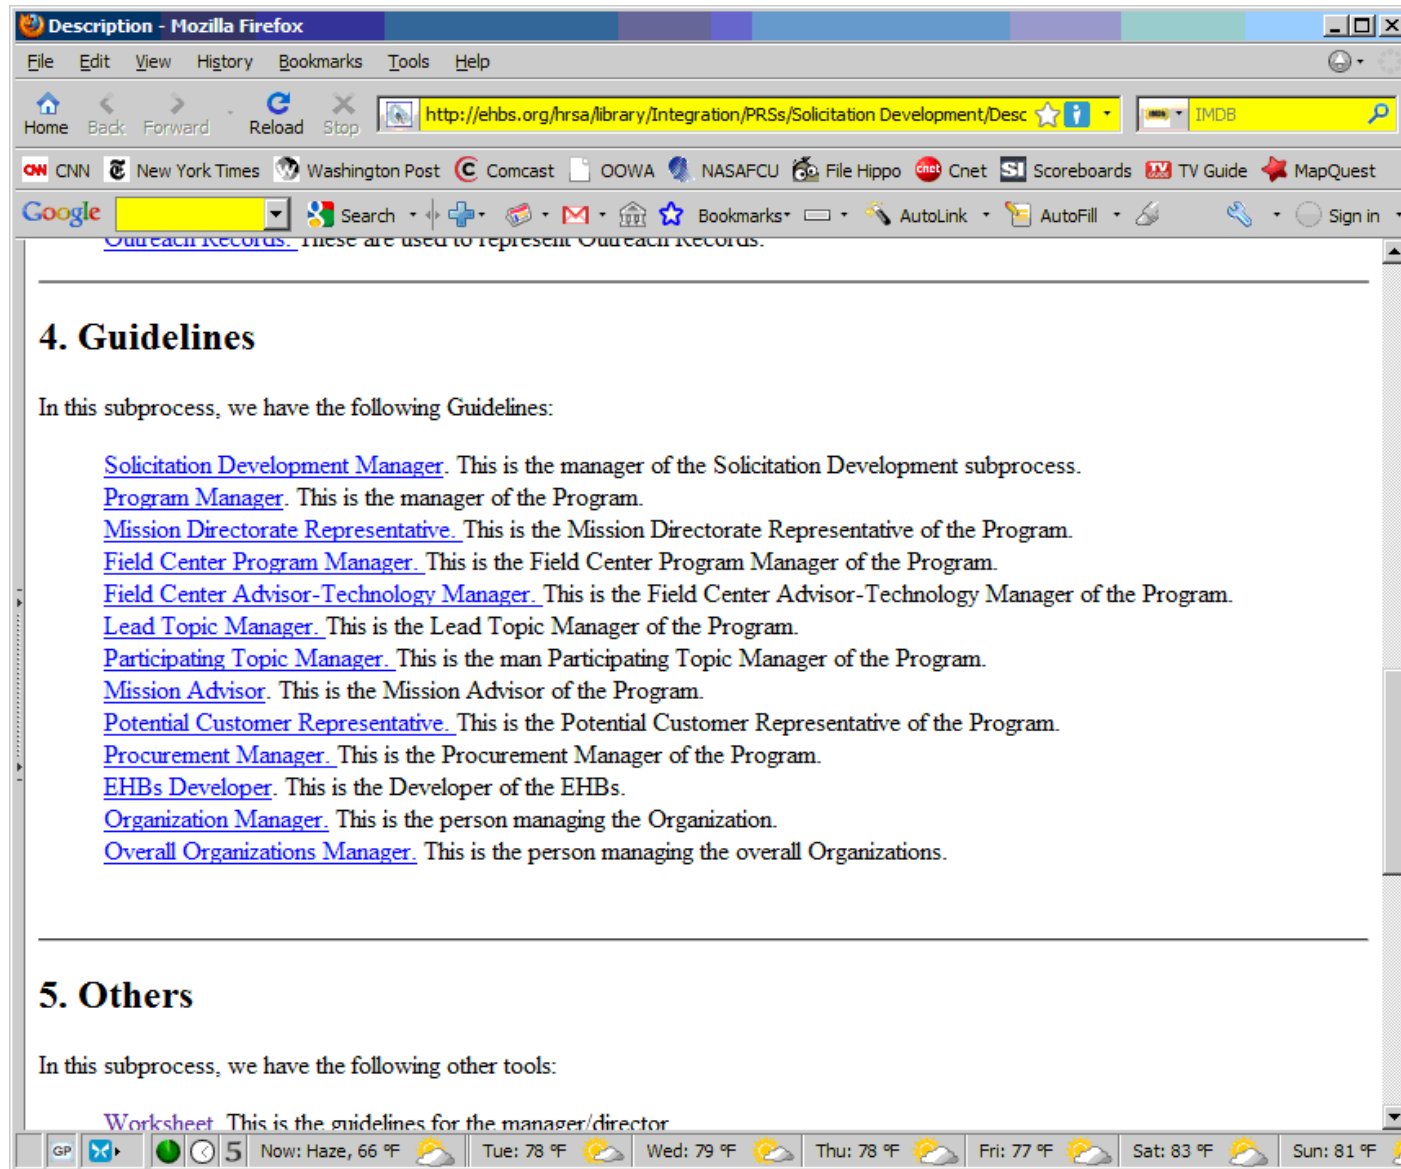 Description - Mozilla Firefox
File Edit View History Bookmarks Tools Help
Home Back Forward Reload Stop http://ehbs.org/hrsa/library/Integration/PRSs/Solicitation Development/Desc IMDB
CNN New York Times Washington Post Comcast OOWA NASAFCU File Hippo Cnet Scoreboards TV Guide MapQuest
Google Search Bookmarks AutoLink AutoFill Sign in
Outreach Records. These are used to represent Outreach Records.
4. Guidelines
In this subprocess, we have the following Guidelines:
Solicitation Development Manager. This is the manager of the Solicitation Development subprocess.
Program Manager. This is the manager of the Program.
Mission Directorate Representative. This is the Mission Directorate Representative of the Program.
Field Center Program Manager. This is the Field Center Program Manager of the Program.
Field Center Advisor-Technology Manager. This is the Field Center Advisor-Technology Manager of the Program.
Lead Topic Manager. This is the Lead Topic Manager of the Program.
Participating Topic Manager. This is the man Participating Topic Manager of the Program.
Mission Advisor. This is the Mission Advisor of the Program.
Potential Customer Representative. This is the Potential Customer Representative of the Program.
Procurement Manager. This is the Procurement Manager of the Program.
EHBs Developer. This is the Developer of the EHBs.
Organization Manager. This is the person managing the Organization.
Overall Organizations Manager. This is the person managing the overall Organizations.
5. Others
In this subprocess, we have the following other tools:
Worksheet This is the guidelines for the manager/director
GP 5 Now: Haze, 66 °F Tue: 78 °F Wed: 79 °F Thu: 78 °F Fri: 77 °F Sat: 83 °F Sun: 81 °F